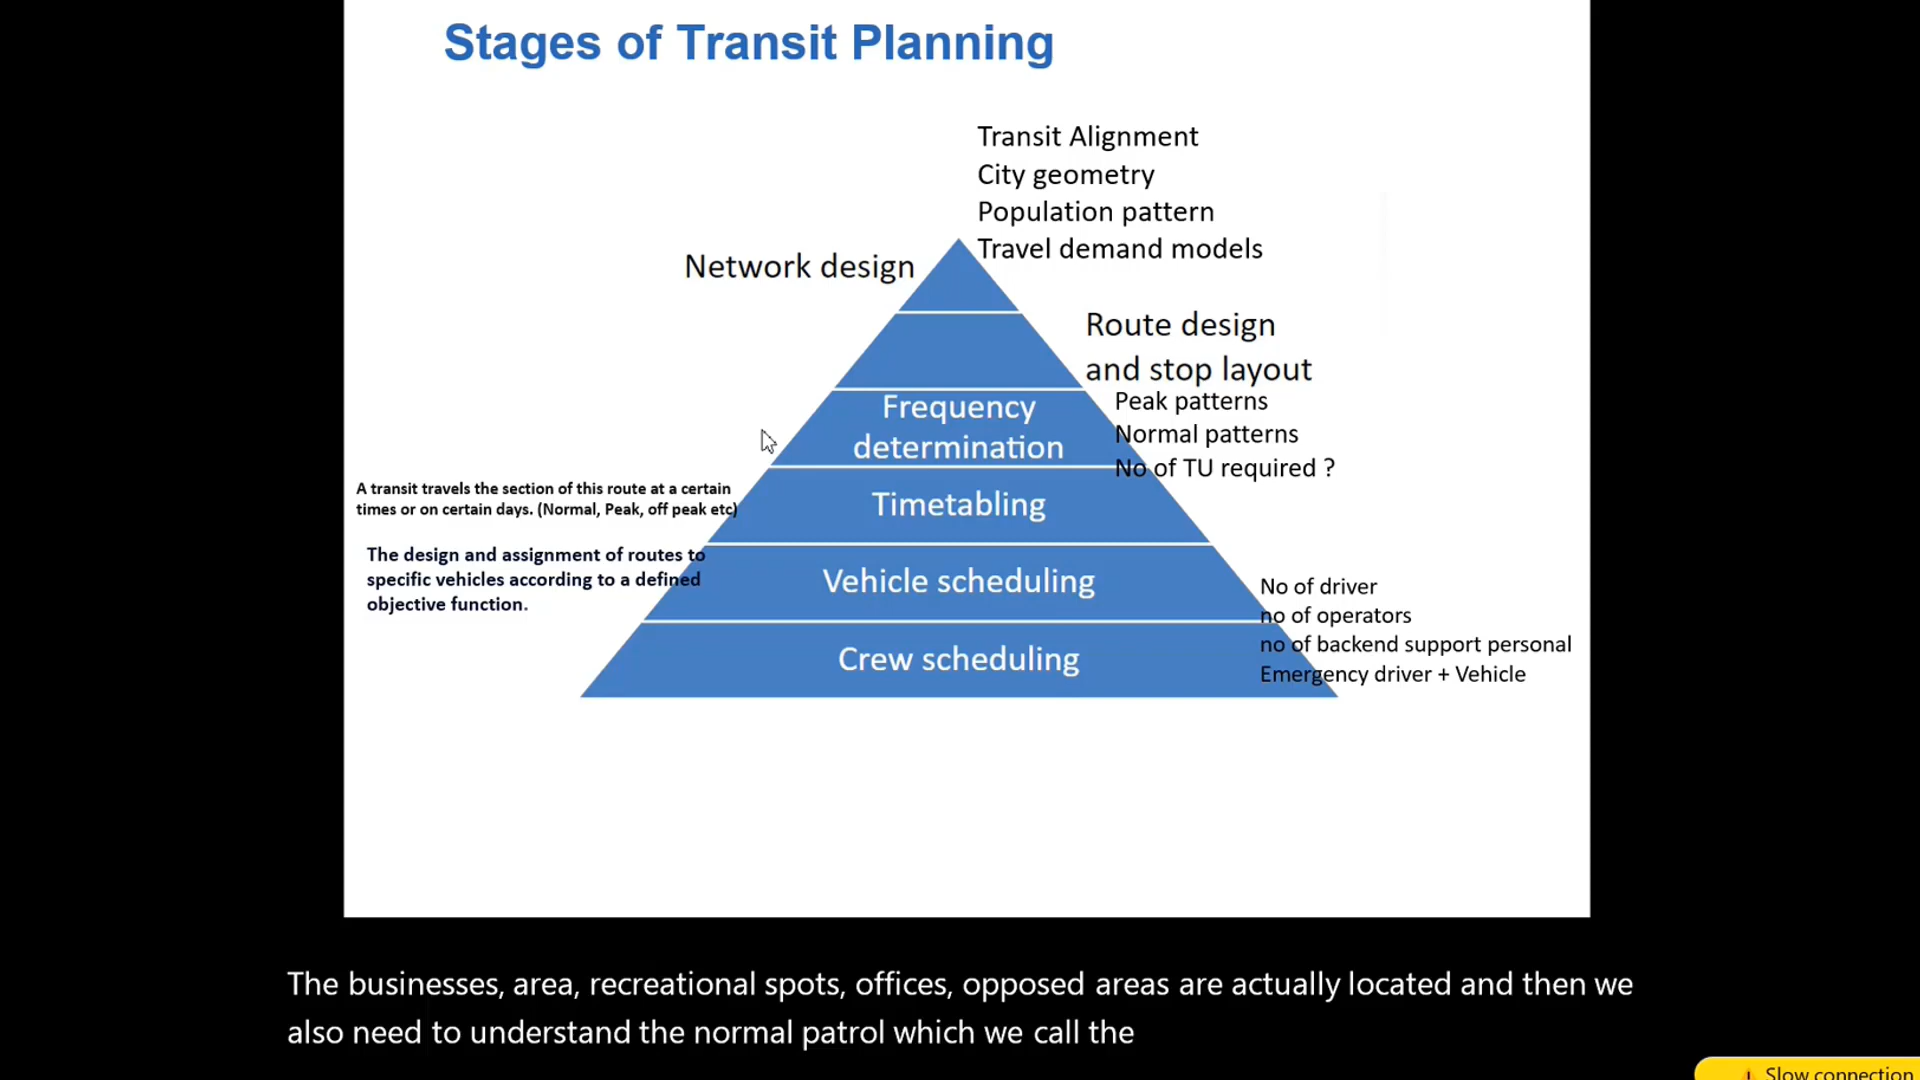 Stages of Transit Planning
Transit Alignment
City geometry
Population pattern
Travel demand models
Network design
Route design
and stop layout
Frequency
determination
Peak patterns
Normal patterns
No of TU required ?
A transit travels the section of this route at a certain
times or on certain days. (Normal, Peak, off peak etc)
Timetabling
The design and assignment of routes to
specific vehicles according to a defined
objective function.
Vehicle scheduling
Crew scheduling
No of driver
no of operators
no of backend support personal
Emergency driver + Vehicle
The businesses, area, recreational spots, offices, opposed areas are actually located and then we
also need to understand the normal patrol which we call the
Slow connection